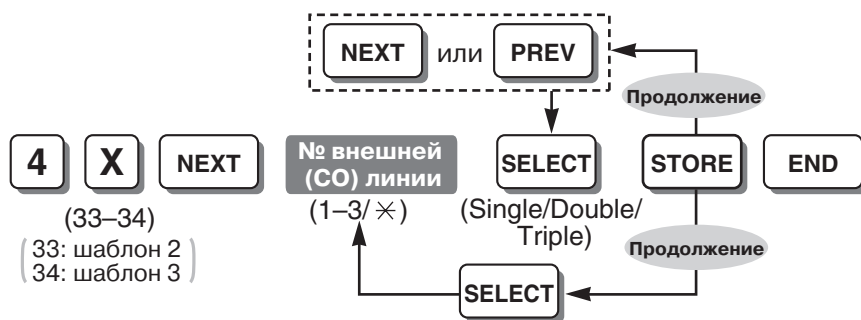 NEXT или PREV
Продолжение
4 X NEXT № внешней (CO) линии SELECT STORE END
(33–34) (1–3/✳) (Single/Double/Triple)
33: шаблон 2
34: шаблон 3
Продолжение
SELECT